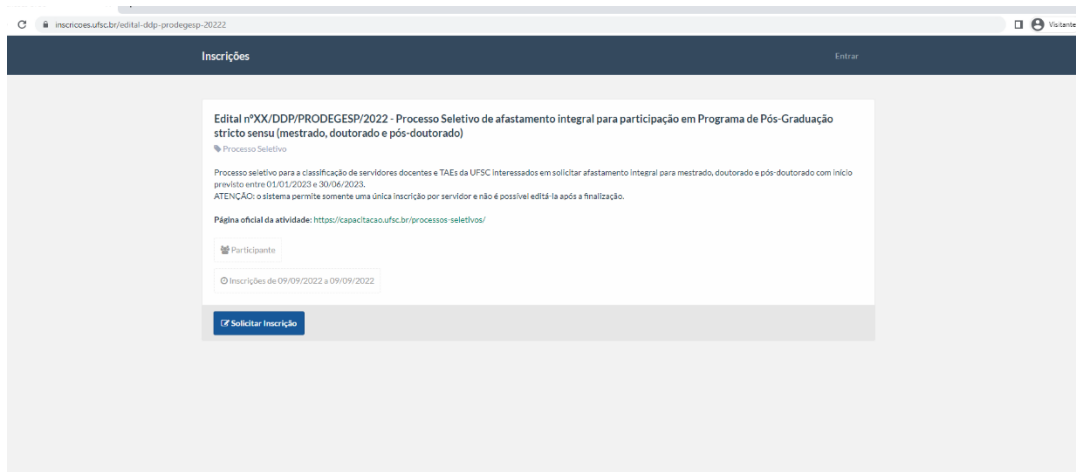 inscricoes.ufsc.br/edital-ddp-prodegesp-20222
Visitante
Inscrições
Entrar
Edital nºXX/DDP/PRODEGESP/2022 - Processo Seletivo de afastamento integral para participação em Programa de Pós-Graduação
stricto sensu (mestrado, doutorado e pós-doutorado)
Processo Seletivo
Processo seletivo para a classificação de servidores docentes e TAEs da UFSC interessados em solicitar afastamento integral para mestrado, doutorado e pós-doutorado com início
previsto entre 01/01/2023 e 30/06/2023.
ATENÇÃO: o sistema permite somente uma única inscrição por servidor e não é possível editá-la após a finalização.
Página oficial da atividade: https://capacitacao.ufsc.br/processos-seletivos/
Participante
Inscrições de 09/09/2022 a 09/09/2022
Solicitar Inscrição